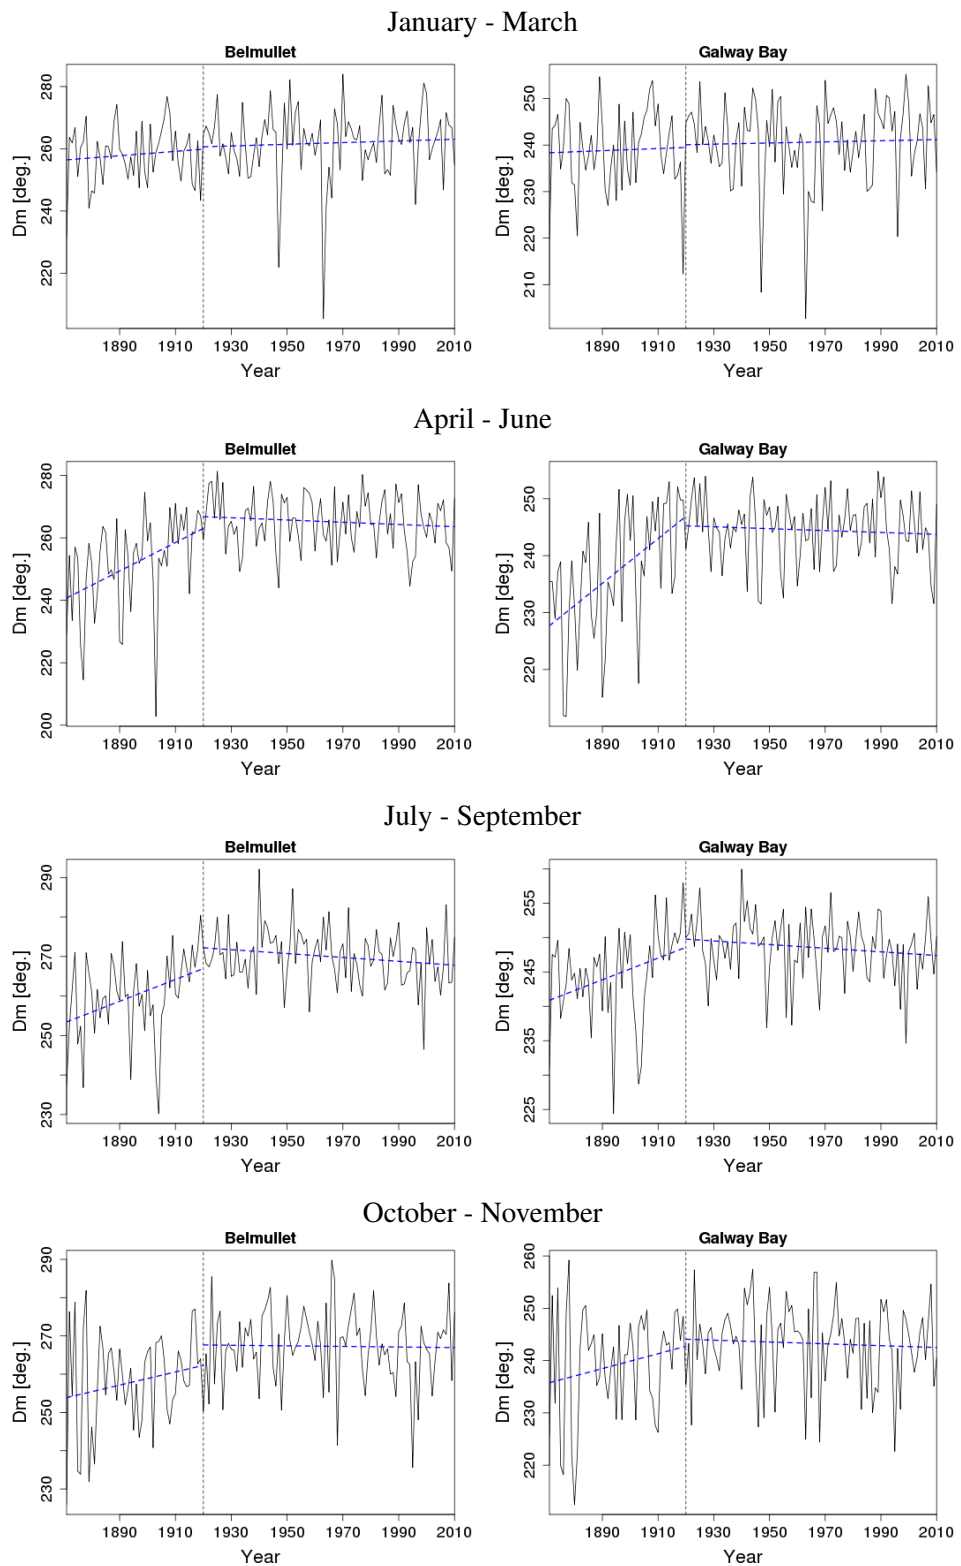 January - March
Belmullet
Galway Bay
Dm [deg.]
220 240 260 280
1890 1910 1930 1950 1970 1990 2010
Year
Dm [deg.]
210 220 230 240 250
1890 1910 1930 1950 1970 1990 2010
Year
April - June
Belmullet
Galway Bay
Dm [deg.]
200 220 240 260 280
1890 1910 1930 1950 1970 1990 2010
Year
Dm [deg.]
220 230 240 250
1890 1910 1930 1950 1970 1990 2010
Year
July - September
Belmullet
Galway Bay
Dm [deg.]
230 250 270 290
1890 1910 1930 1950 1970 1990 2010
Year
Dm [deg.]
225 235 245 255
1890 1910 1930 1950 1970 1990 2010
Year
October - November
Belmullet
Galway Bay
Dm [deg.]
230 250 270 290
1890 1910 1930 1950 1970 1990 2010
Year
Dm [deg.]
220 230 240 250 260
1890 1910 1930 1950 1970 1990 2010
Year